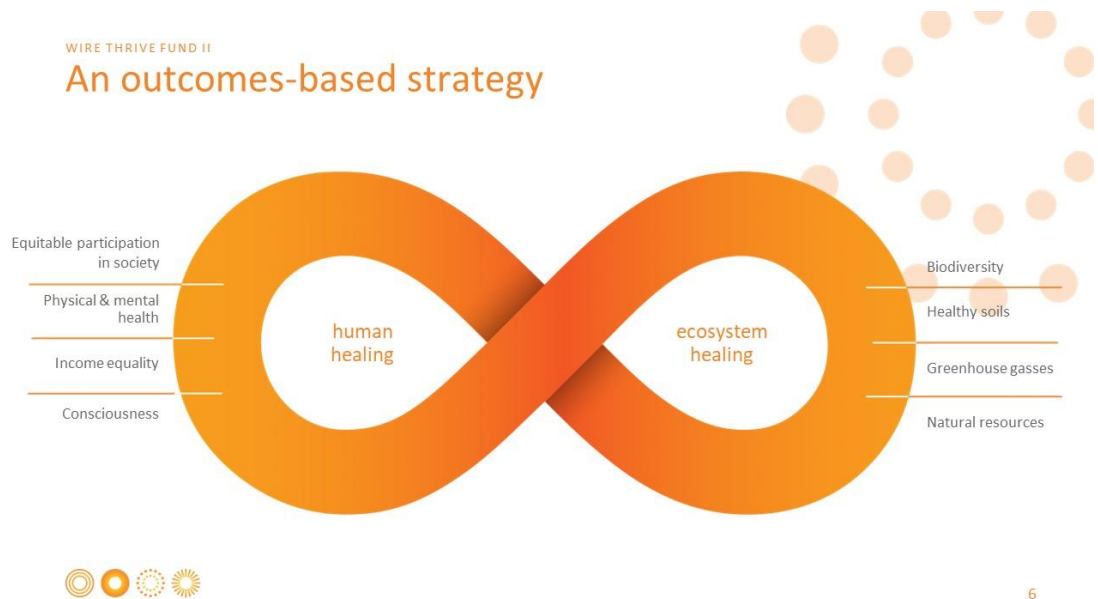 WIRE THRIVE FUND II
An outcomes-based strategy
Equitable participation
in society
Physical & mental
health
Income equality
Consciousness
human
healing
ecosystem
healing
Biodiversity
Healthy soils
Greenhouse gasses
Natural resources
6